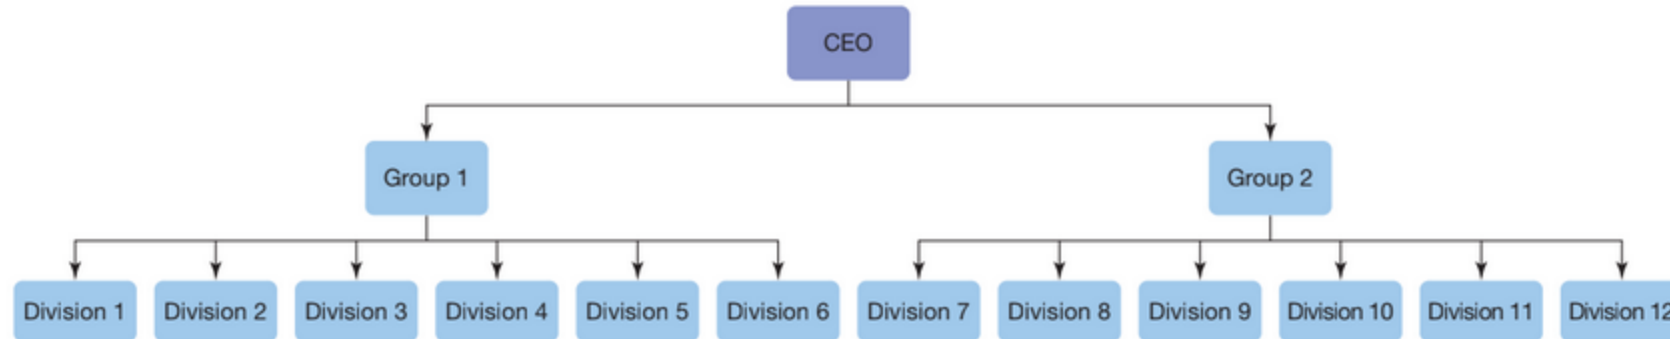 CEO
Group 1
Group 2
Division 1
Division 2
Division 3
Division 4
Division 5
Division 6
Division 7
Division 8
Division 9
Division 10
Division 11
Division 12